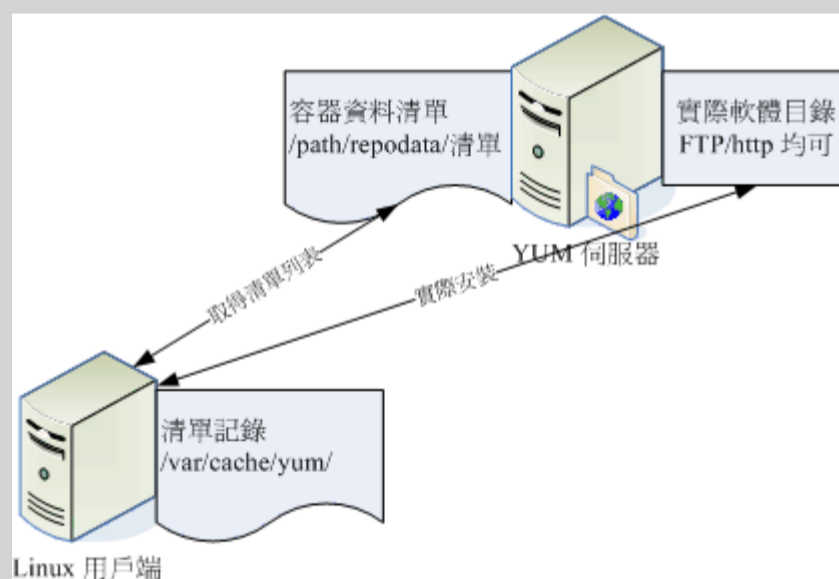 容器資料清單
/path/repodata/清單
實際軟體目錄
FTP/http 均可
YUM 伺服器
取得清單列表
實際安裝
清單記錄
/var/cache/yum/
Linux 用戶端